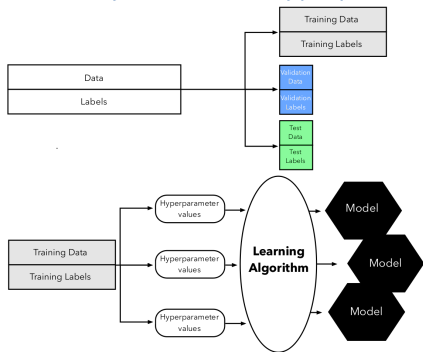 Training Data
Training Labels
Data
Labels
Validation
Data
Validation
Labels
Test
Data
Test
Labels
Training Data
Training Labels
Hyperparameter
values
Hyperparameter
values
Hyperparameter
values
Learning
Algorithm
Model
Model
Model